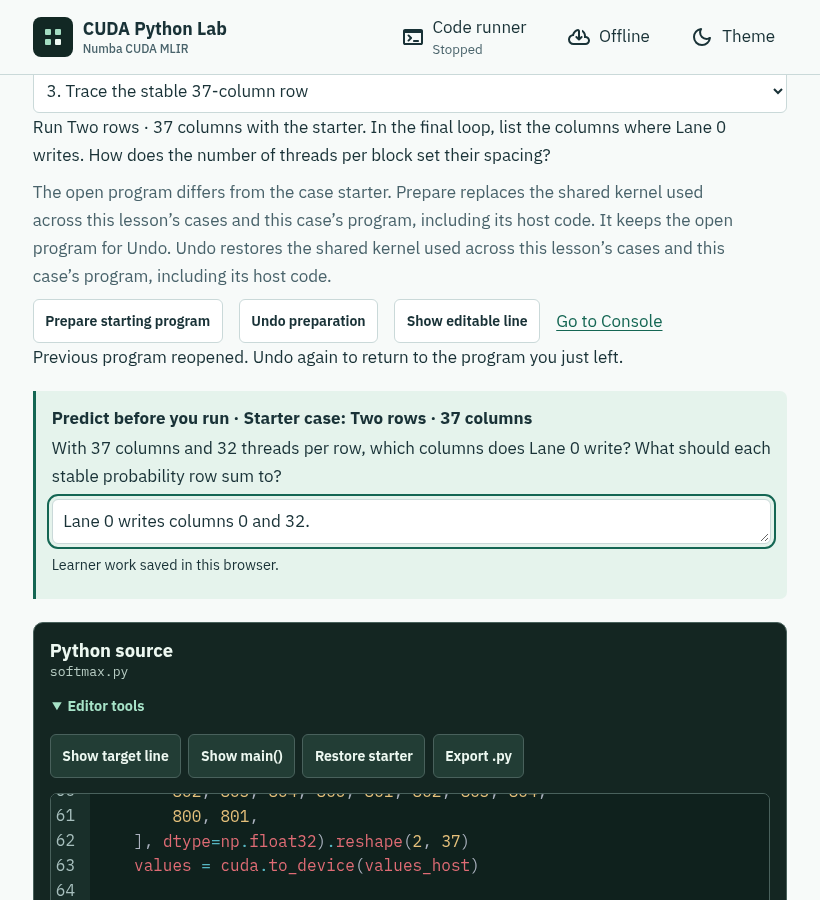 CUDA Python Lab
Numba CUDA MLIR
Code runner
Stopped
Offline
Theme
3. Trace the stable 37-column row
Run Two rows · 37 columns with the starter. In the final loop, list the columns where Lane 0
writes. How does the number of threads per block set their spacing?
The open program differs from the case starter. Prepare replaces the shared kernel used
across this lesson’s cases and this case’s program, including its host code. It keeps the open
program for Undo. Undo restores the shared kernel used across this lesson’s cases and this
case’s program, including its host code.
Prepare starting program
Undo preparation
Show editable line
Go to Console
Previous program reopened. Undo again to return to the program you just left.
Predict before you run · Starter case: Two rows · 37 columns
With 37 columns and 32 threads per row, which columns does Lane 0 write? What should each
stable probability row sum to?
Lane 0 writes columns 0 and 32.
Learner work saved in this browser.
Python source
softmax.py
▼ Editor tools
Show target line
Show main()
Restore starter
Export .py
61 800, 801,
62 ], dtype=np.float32).reshape(2, 37)
63 values = cuda.to_device(values_host)
64